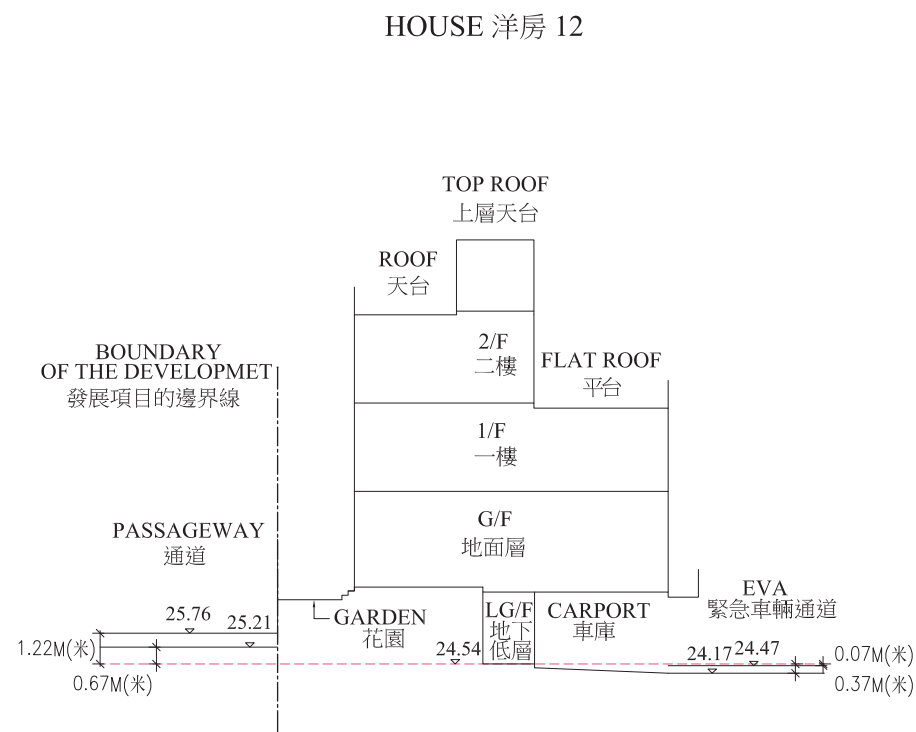 HOUSE 洋房 12
TOP ROOF
上層天台
ROOF
天台
2/F
二樓
BOUNDARY
OF THE DEVELOPMET
發展項目的邊界線
FLAT ROOF
平台
1/F
一樓
G/F
地面層
PASSAGEWAY
通道
EVA
緊急車輛通道
GARDEN
花園
LG/F
地下
低層
CARPORT
車庫
25.76
25.21
1.22M(米)
0.67M(米)
24.54
24.17
24.47
0.07M(米)
0.37M(米)